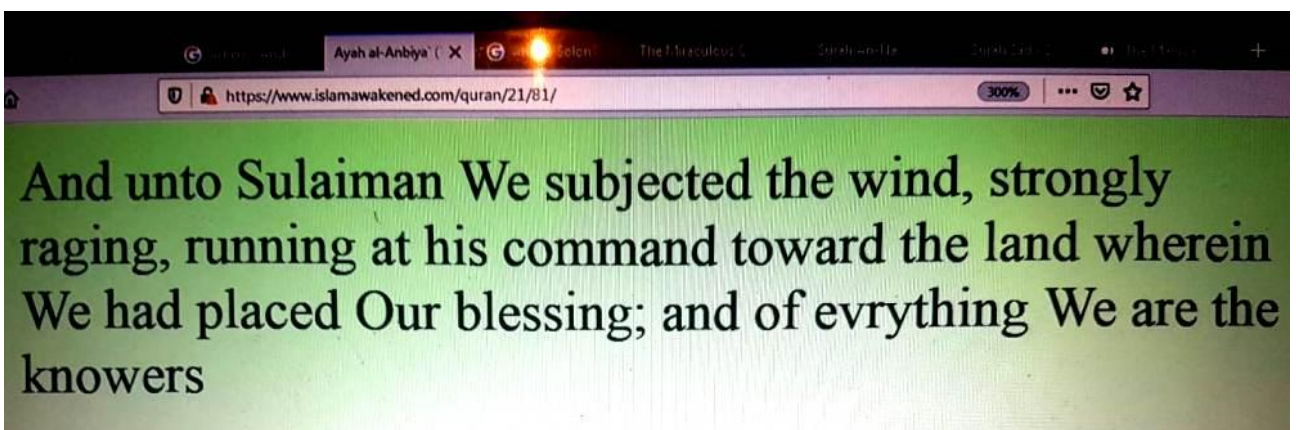 Ayah al-Anbiya` (
https://www.islamawakened.com/quran/21/81/
300%
And unto Sulaiman We subjected the wind, strongly
raging, running at his command toward the land wherein
We had placed Our blessing; and of evrything We are the
knowers